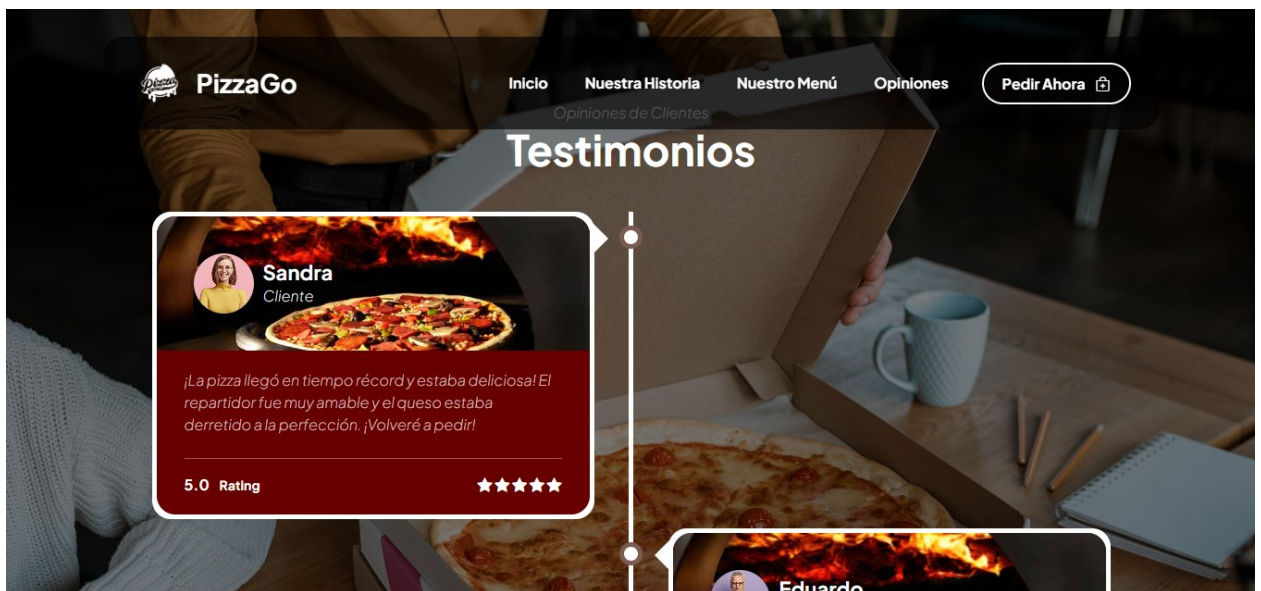 Pizza
PizzaGo
Inicio
Nuestra Historia
Nuestro Menú
Opiniones
Pedir Ahora
Opiniones de Clientes
Testimonios
Sandra
Cliente
¡La pizza llegó en tiempo récord y estaba deliciosa! El
repartidor fue muy amable y el queso estaba
derretido a la perfección. ¡Volveré a pedir!
5.0 Rating
Eduardo